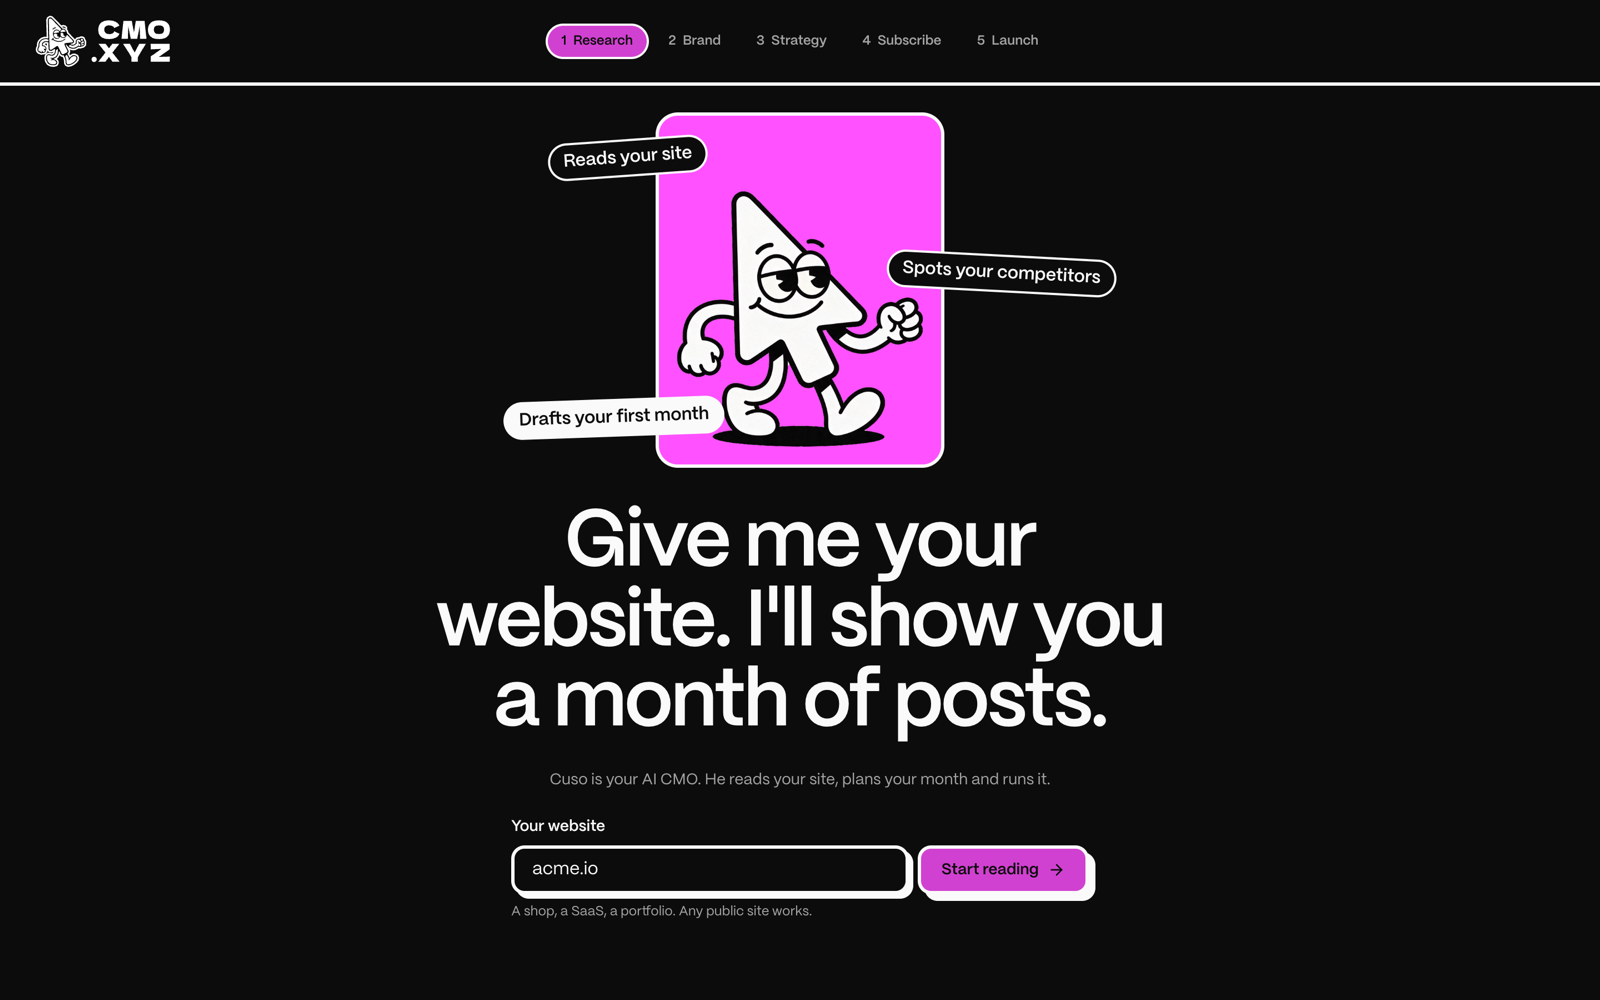 CMO
.XYZ
1 Research
2 Brand
3 Strategy
4 Subscribe
5 Launch
Reads your site
Spots your competitors
Drafts your first month
Give me your
website. I'll show you
a month of posts.
Cuso is your AI CMO. He reads your site, plans your month and runs it.
Your website
acme.io
Start reading →
A shop, a SaaS, a portfolio. Any public site works.